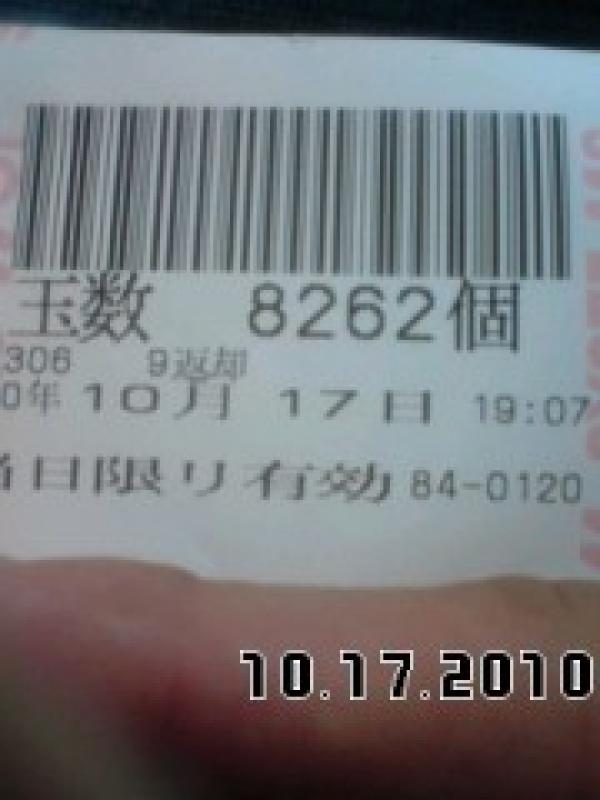 玉数 8262個
306 9返却
0年 10月 17日 19:07
日限り有効 84-0120
10.17.2010